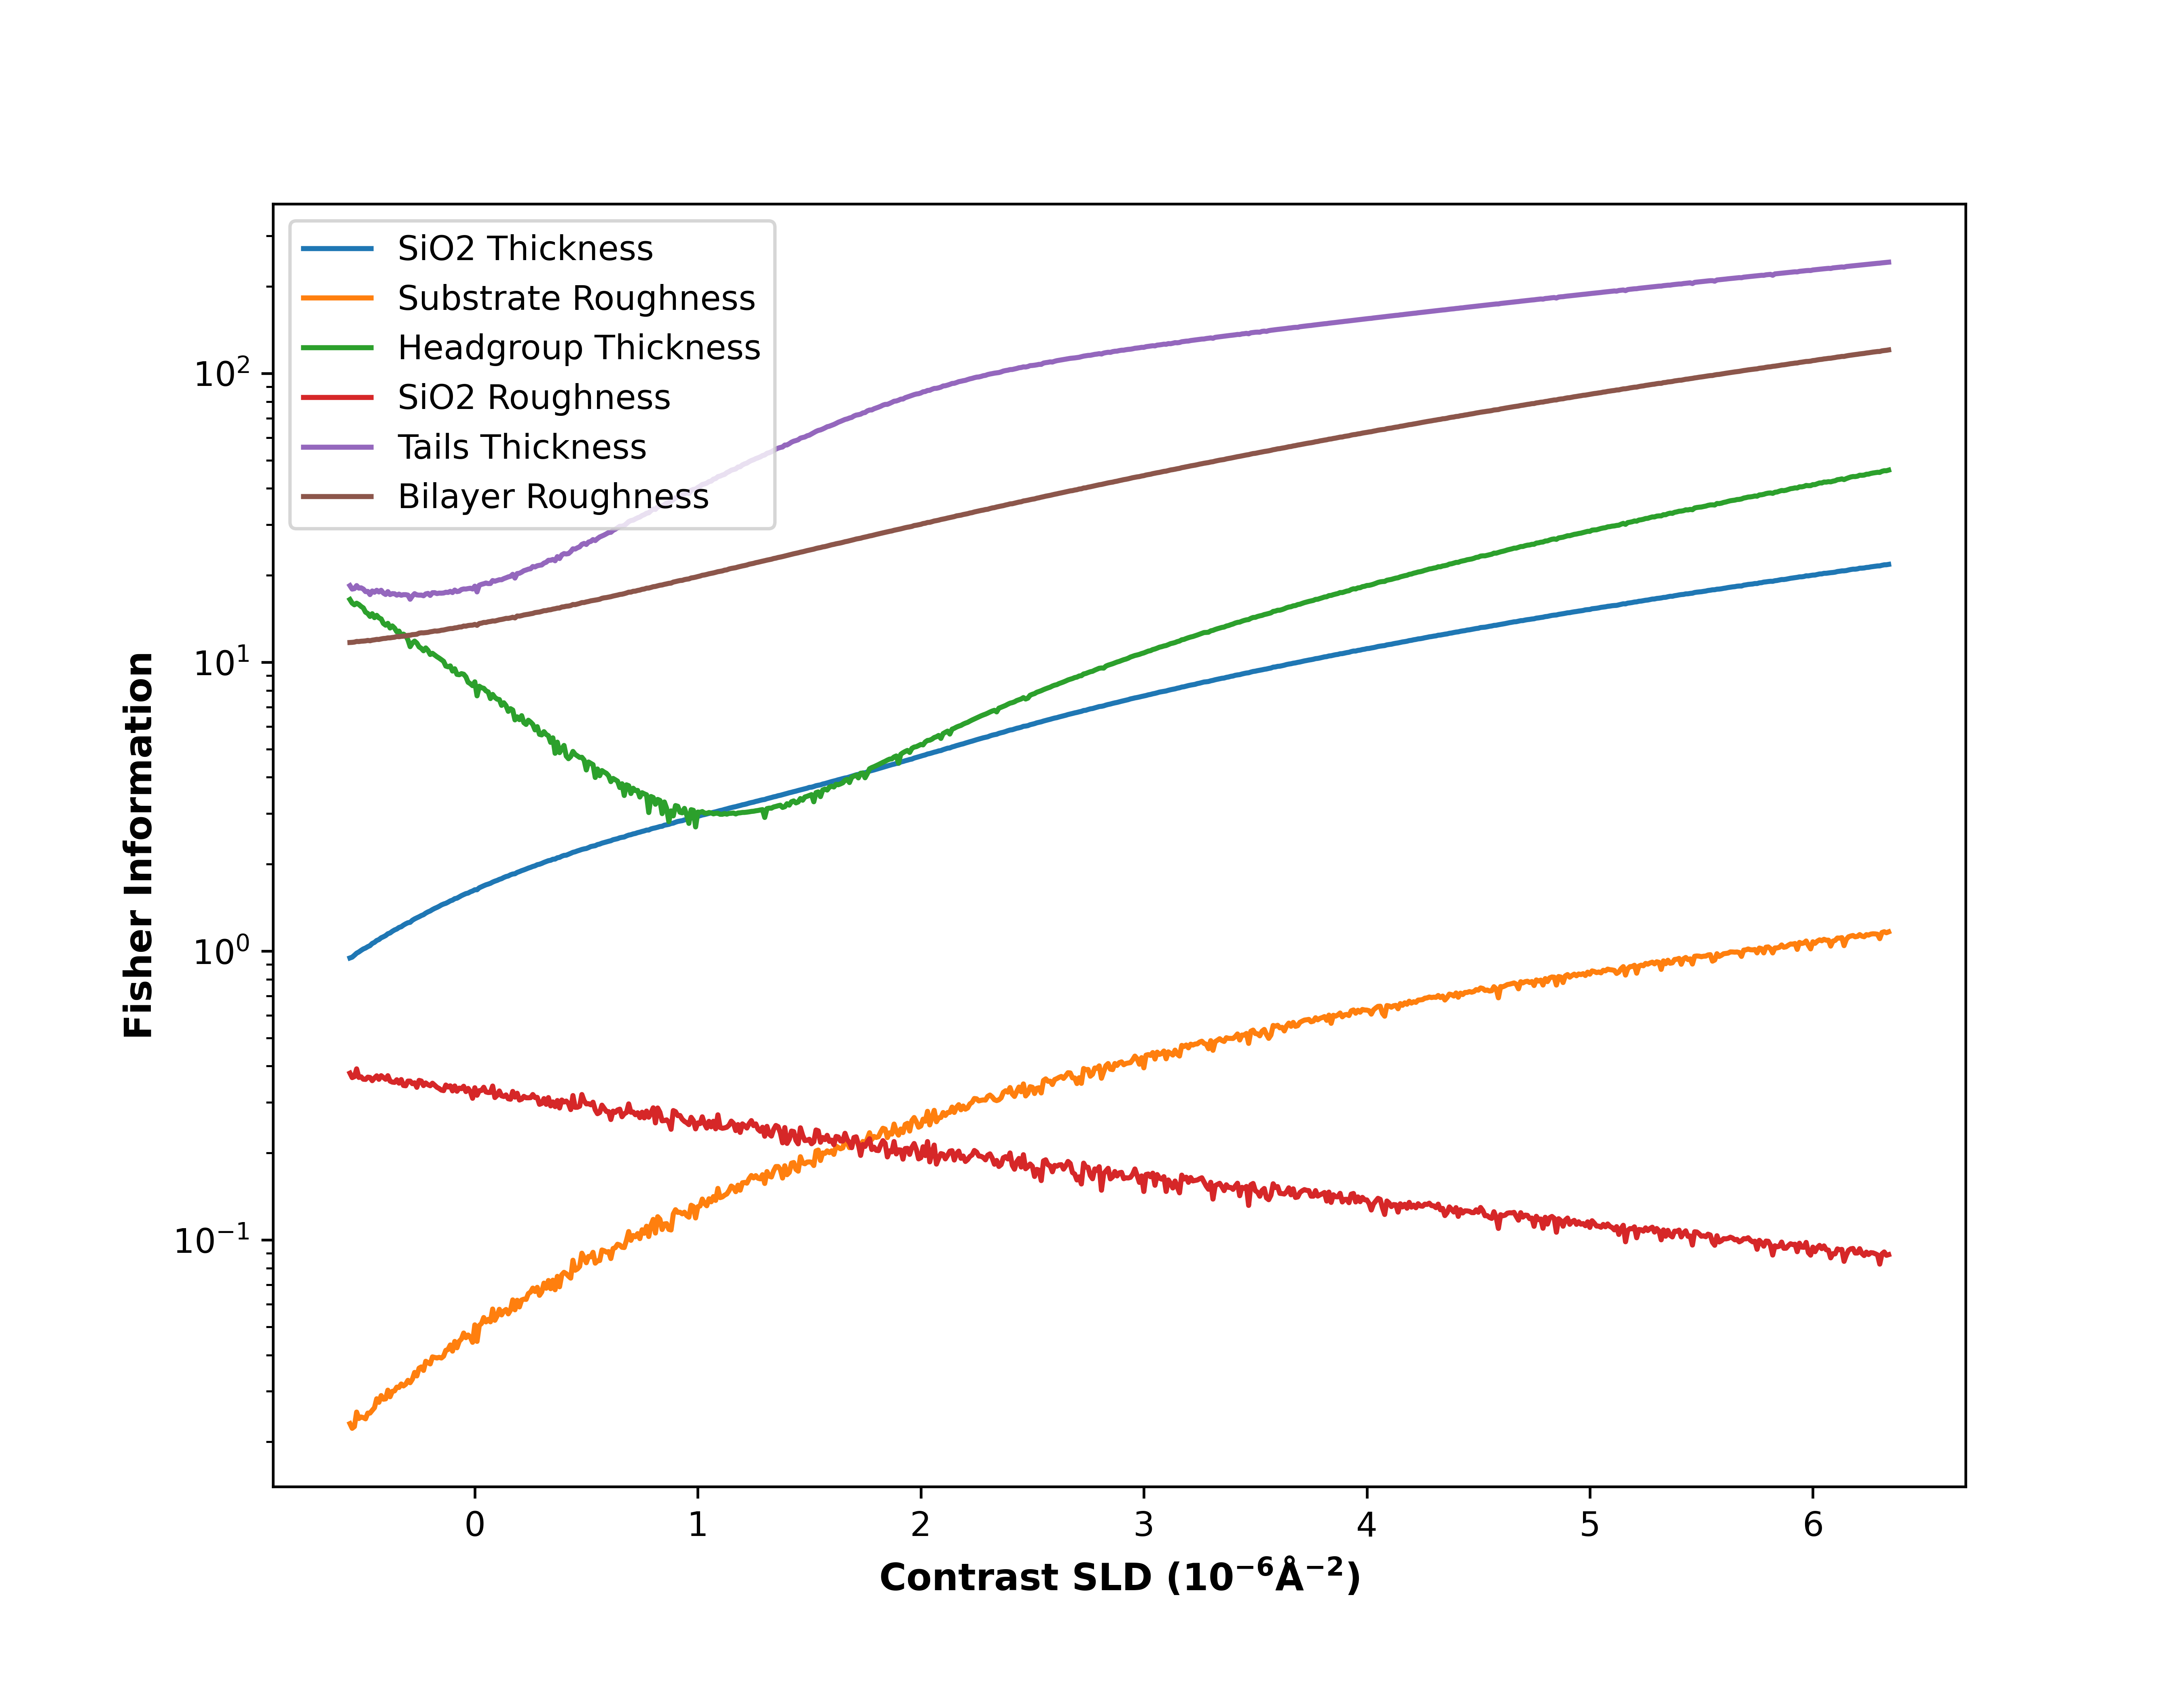 SiO2 Thickness
Substrate Roughness
Headgroup Thickness
SiO2 Roughness
Tails Thickness
Bilayer Roughness
10²
10¹
10⁰
10⁻¹
Fisher Information
0 1 2 3 4 5 6
Contrast SLD (10⁻⁶Å⁻²)